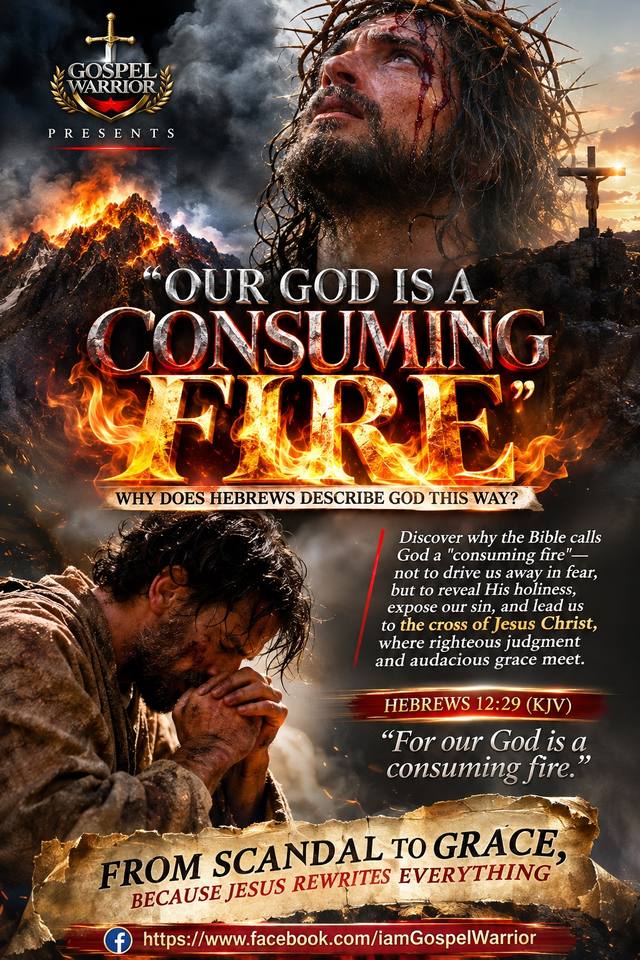 GOSPEL
WARRIOR
PRESENTS
“OUR GOD IS A
CONSUMING
FIRE”
WHY DOES HEBREWS DESCRIBE GOD THIS WAY?
Discover why the Bible calls
God a "consuming fire"—
not to drive us away in fear,
but to reveal His holiness,
expose our sin, and lead us
to the cross of Jesus Christ,
where righteous judgment
and audacious grace meet.
HEBREWS 12:29 (KJV)
“For our God is a
consuming fire.”
FROM SCANDAL TO GRACE,
BECAUSE JESUS REWRITES EVERYTHING
https://www.facebook.com/iamGospelWarrior